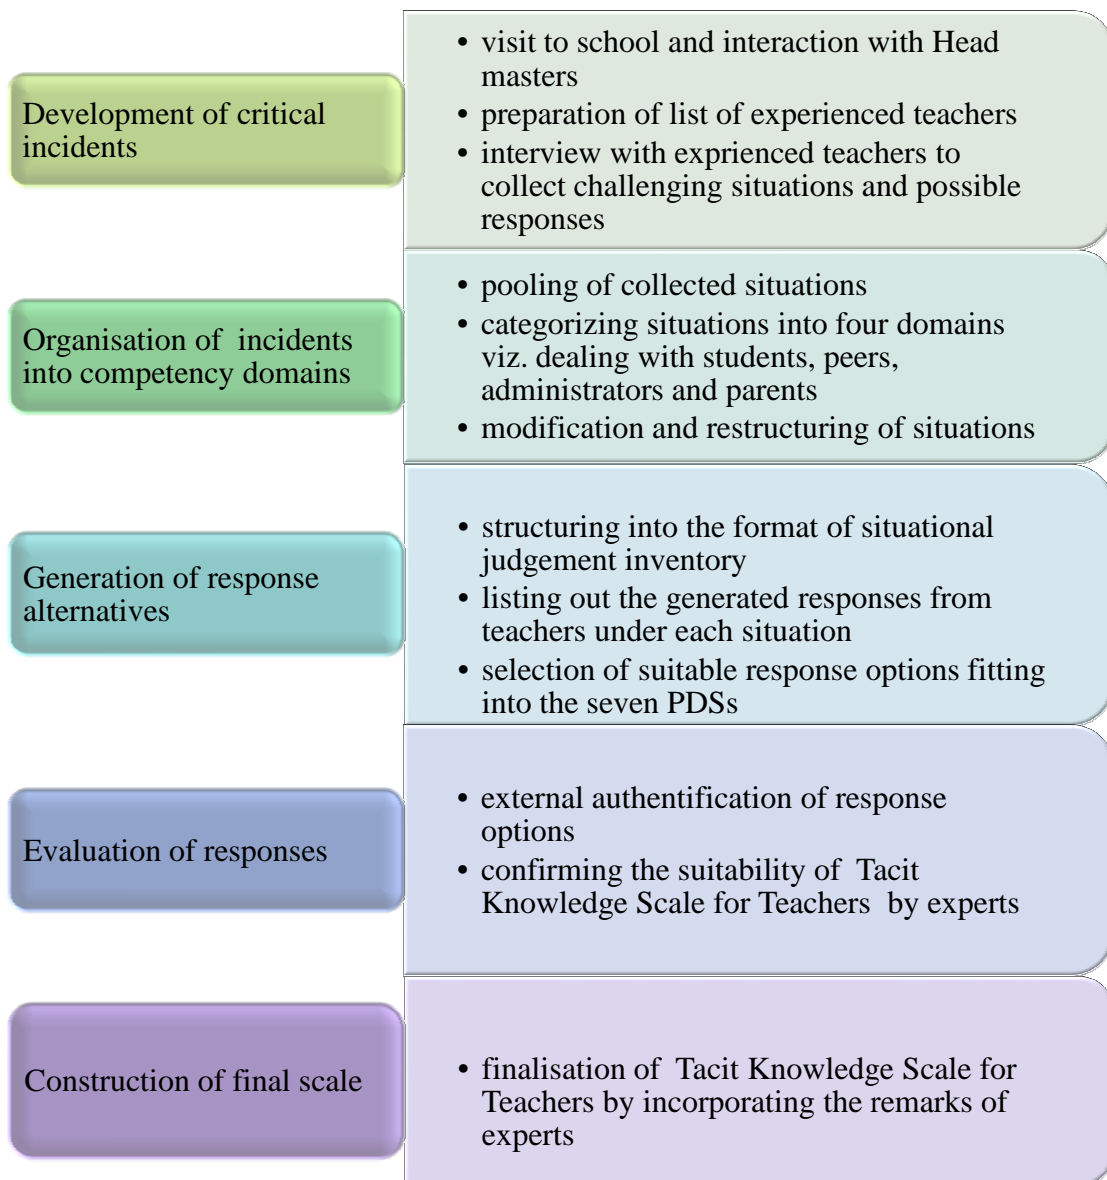 Development of critical
incidents
• visit to school and interaction with Head
masters
• preparation of list of experienced teachers
• interview with exprienced teachers to
collect challenging situations and possible
responses
Organisation of incidents
into competency domains
• pooling of collected situations
• categorizing situations into four domains
viz. dealing with students, peers,
administrators and parents
• modification and restructuring of situations
Generation of response
alternatives
• structuring into the format of situational
judgement inventory
• listing out the generated responses from
teachers under each situation
• selection of suitable response options fitting
into the seven PDSs
Evaluation of responses
• external authentification of response
options
• confirming the suitability of Tacit
Knowledge Scale for Teachers by experts
Construction of final scale
• finalisation of Tacit Knowledge Scale for
Teachers by incorporating the remarks of
experts